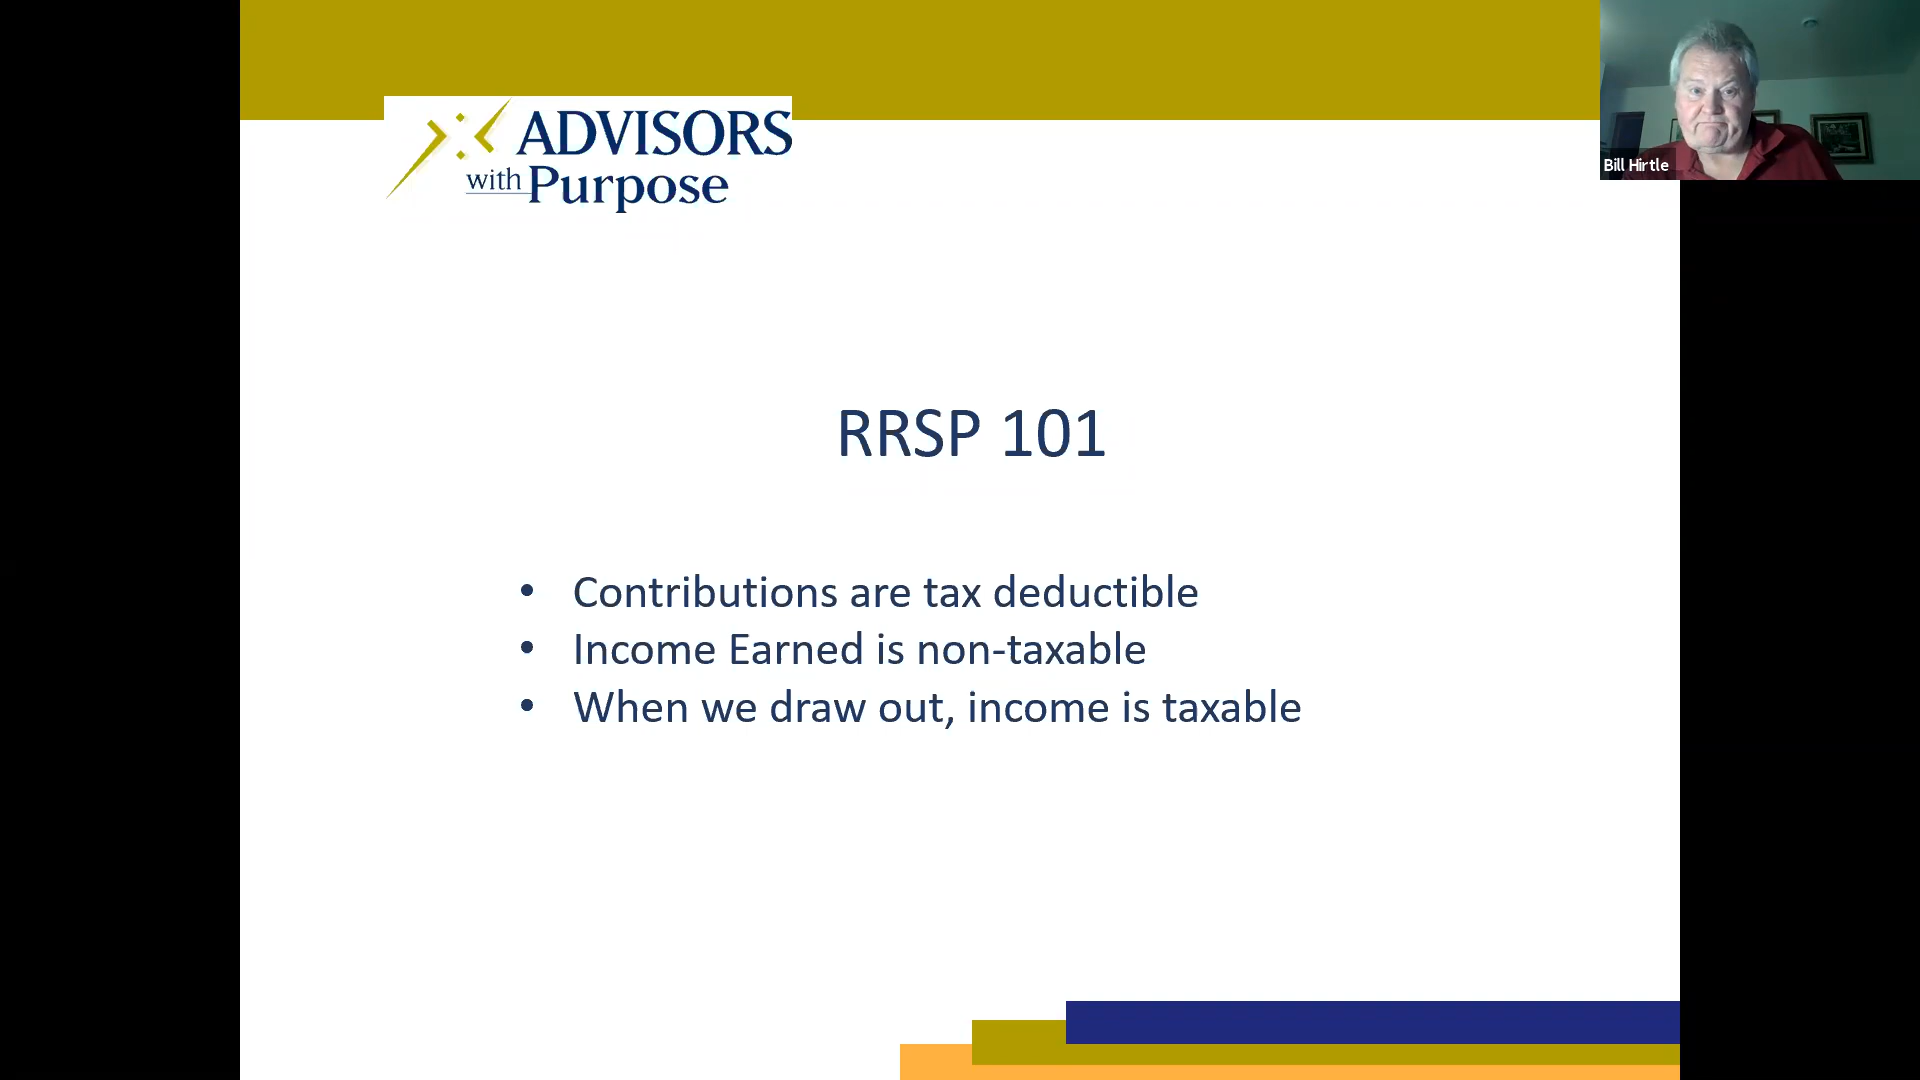 ADVISORS
with Purpose
Bill Hirtle
RRSP 101
• Contributions are tax deductible
• Income Earned is non-taxable
• When we draw out, income is taxable